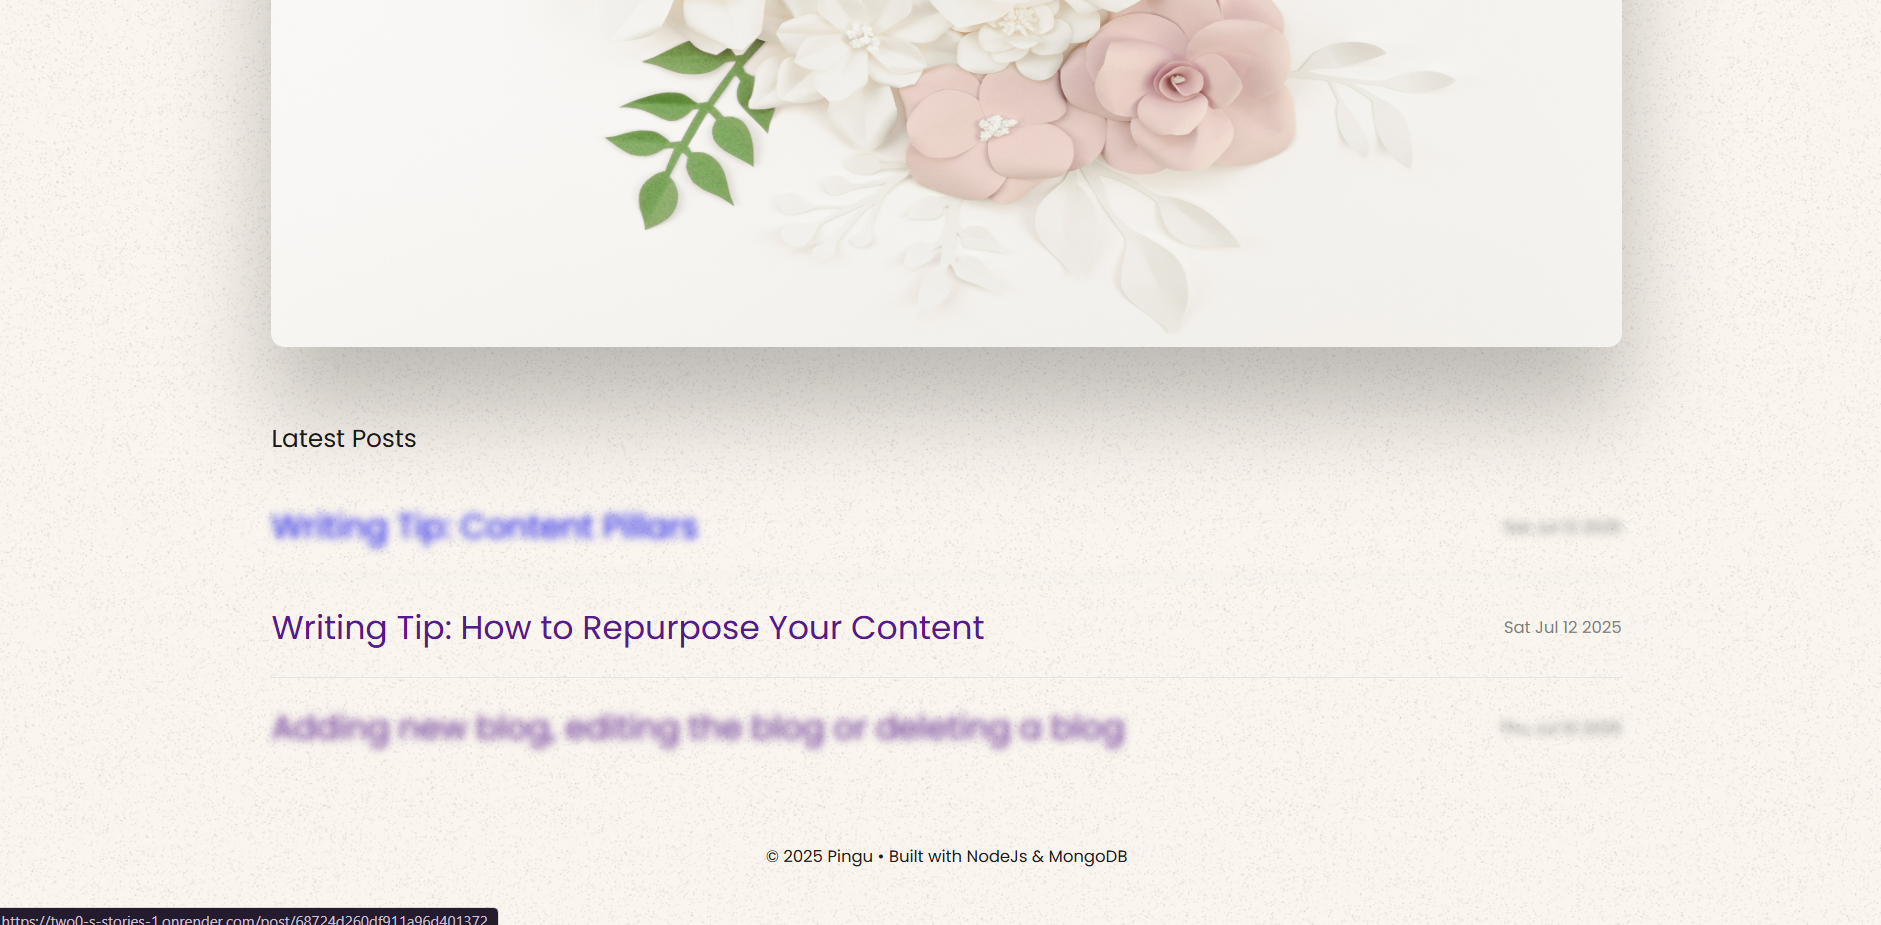 Latest Posts
Writing Tip: Content Pillars
Writing Tip: How to Repurpose Your Content
Sat Jul 12 2025
Adding new blog, editing the blog or deleting a blog
© 2025 Pingu • Built with NodeJs & MongoDB
https://two0-s-stories-1.onrender.com/post/68724d260df911a96d401372